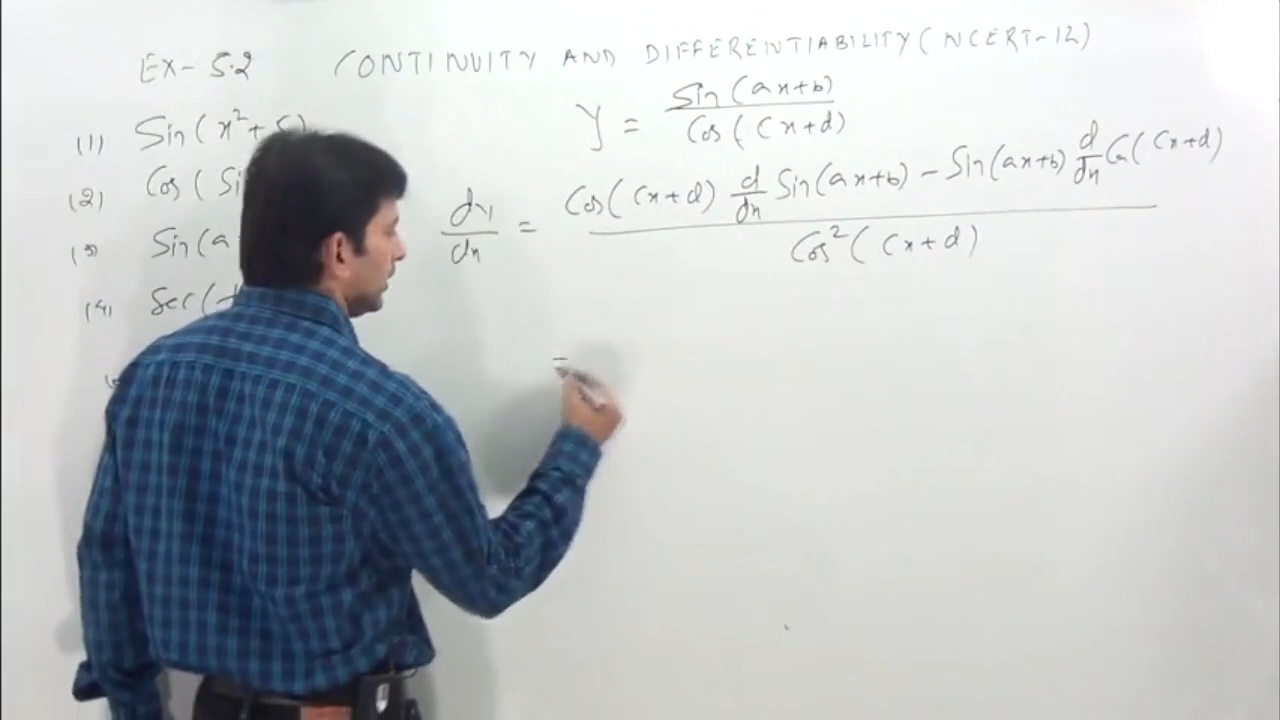 EX- 5.2 CONTINUITY AND DIFFERENTIABILITY (NCERT-12)
(1) Sin(x²+5)
(2) Cos(Si
(3) Sin(a
(4) Sec(
y = Sin(ax+b) / Cos(Cx+d)
dy/dx = Cos(Cx+d) d/dx Sin(ax+b) - Sin(ax+b) d/dx Cos(Cx+d) / Cos²(Cx+d)
=